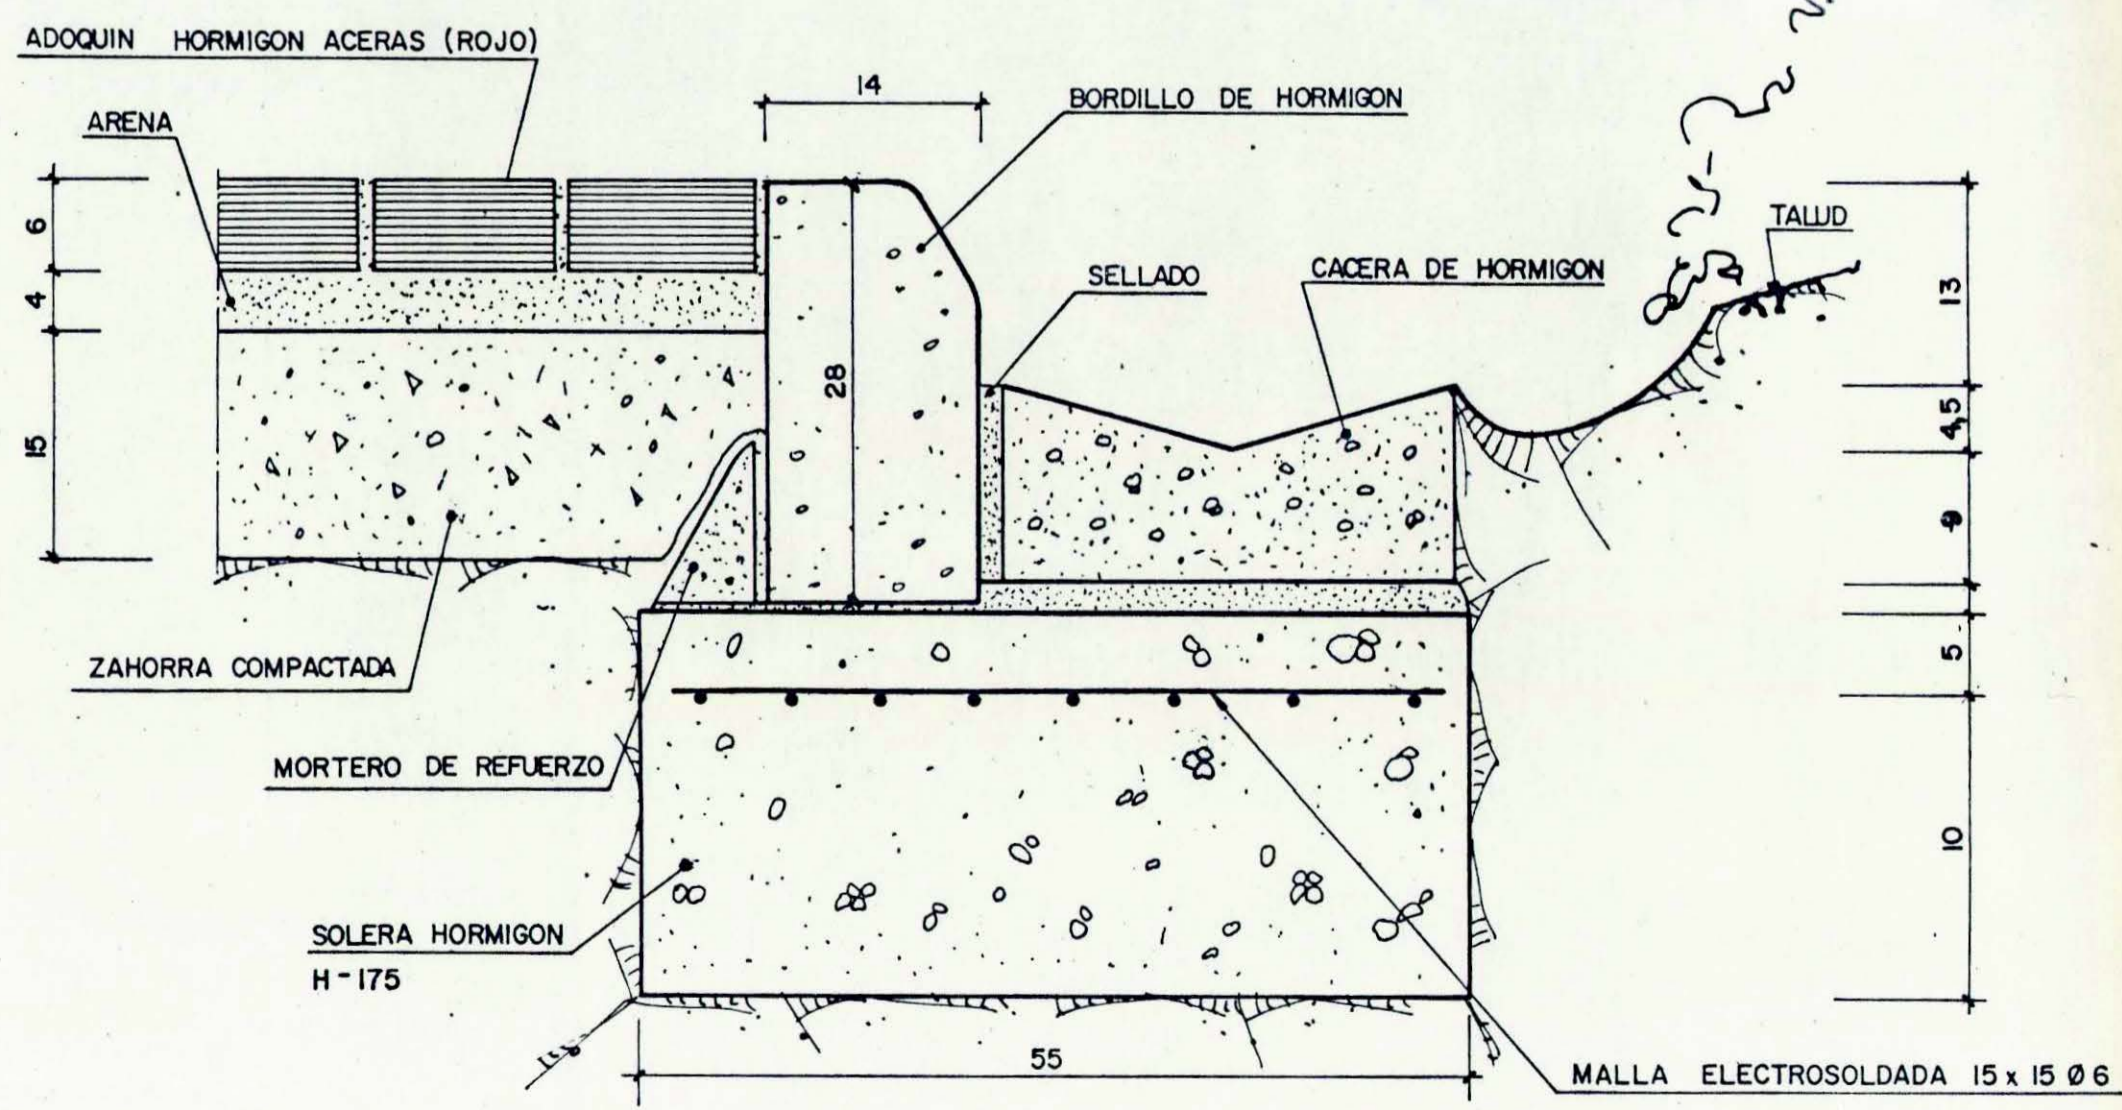 ADOQUIN HORMIGON ACERAS (ROJO)
14
BORDILLO DE HORMIGON
ARENA
TALUD
6
SELLADO
CACERA DE HORMIGON
4
13
28
4,5
15
9
ZAHORRA COMPACTADA
5
MORTERO DE REFUERZO
10
SOLERA HORMIGON
H-175
55
MALLA ELECTROSOLDADA 15 x 15 Ø 6